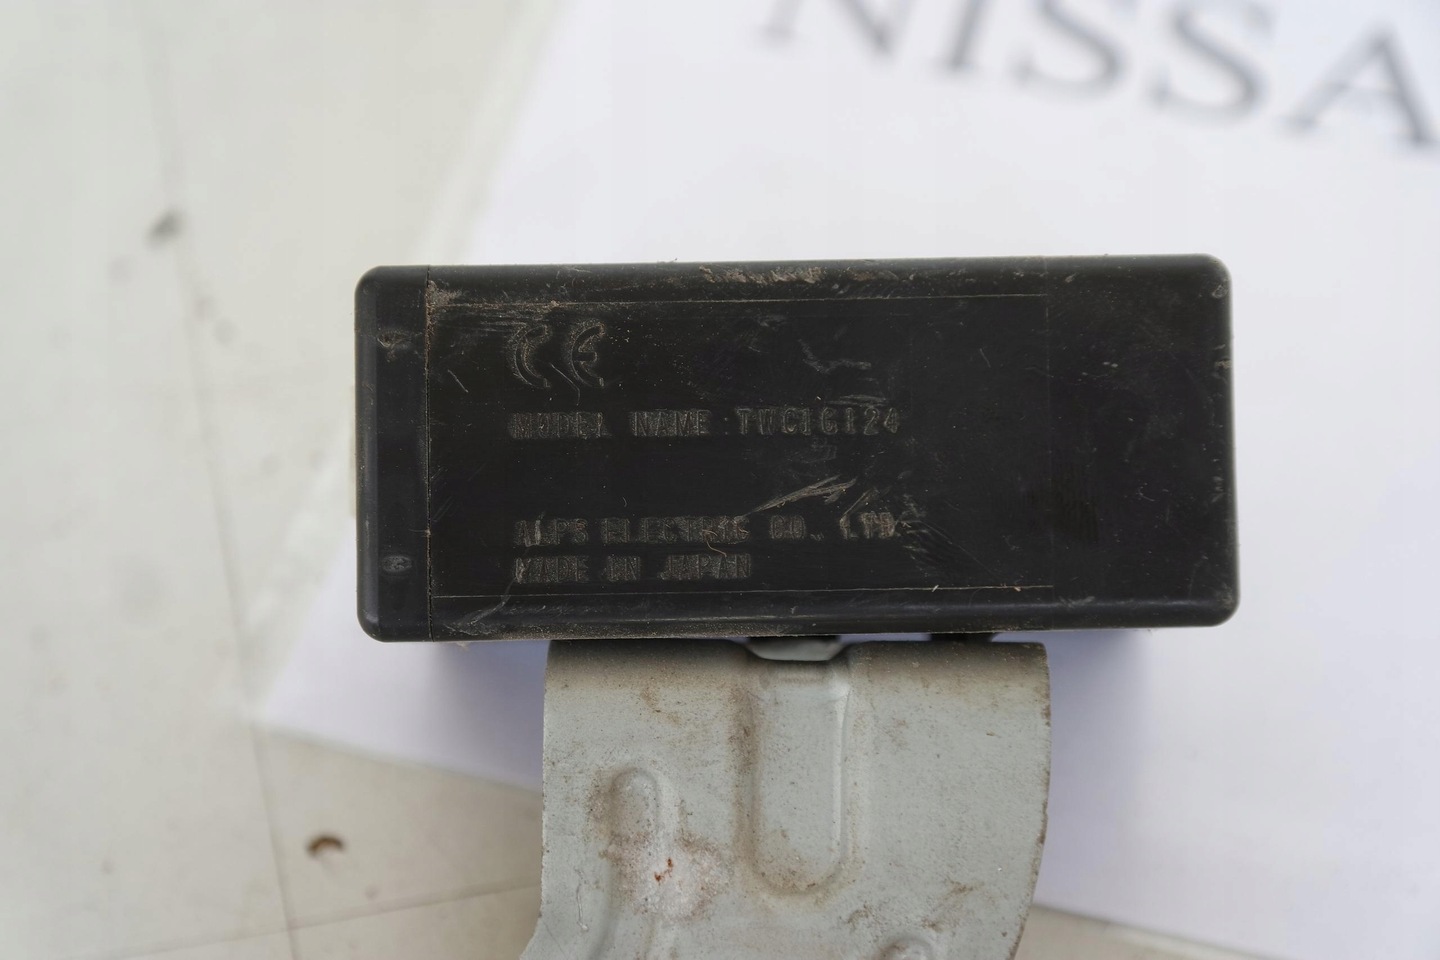 NISSA
CE
MODEL NAME TWC1G124
ALPS ELECTRIC CO., LTD
MADE IN JAPAN